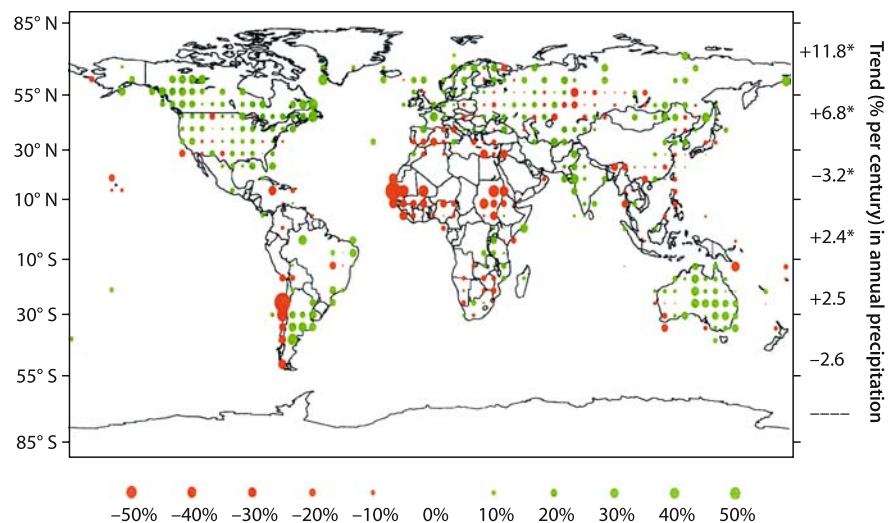 85° N
55° N
30° N
10° N
10° S
30° S
55° S
85° S
+11.8*
+6.8*
–3.2*
+2.4*
+2.5
–2.6
––––
Trend (% per century) in annual precipitation
–50% –40% –30% –20% –10% 0% 10% 20% 30% 40% 50%